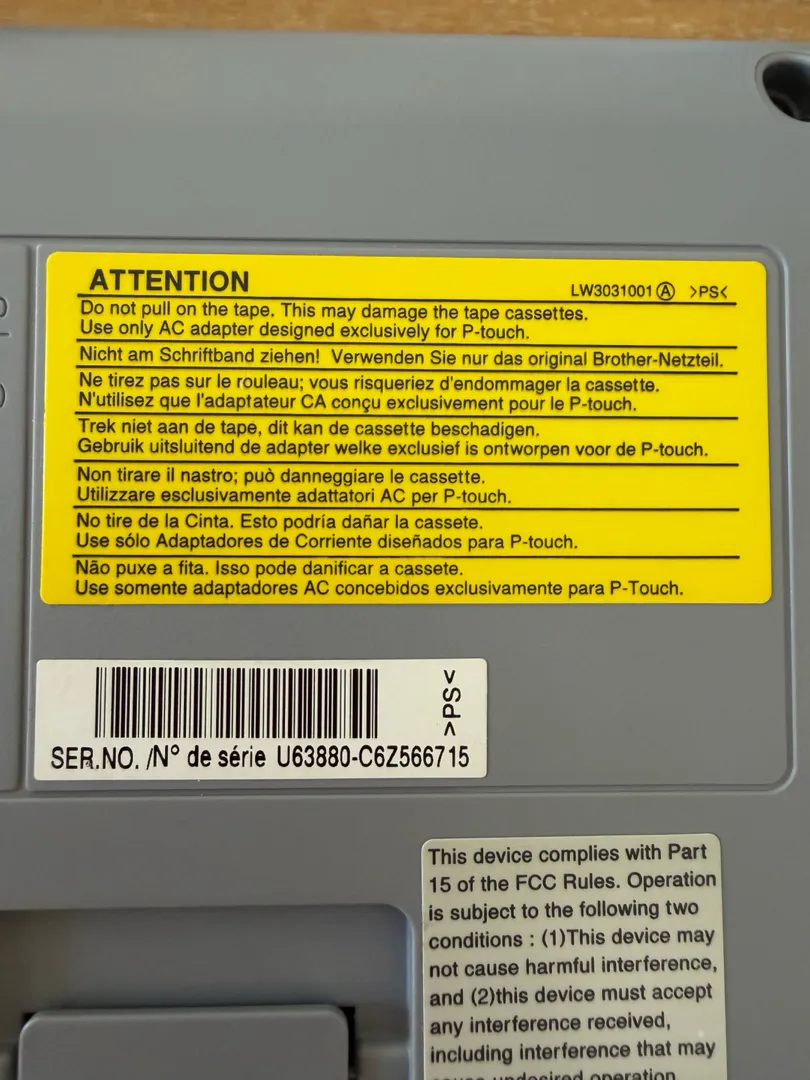 ATTENTION LW3031001 Ⓐ >PS<
Do not pull on the tape. This may damage the tape cassettes.
Use only AC adapter designed exclusively for P-touch.
Nicht am Schriftband ziehen! Verwenden Sie nur das original Brother-Netzteil.
Ne tirez pas sur le rouleau; vous risqueriez d'endommager la cassette.
N'utilisez que l'adaptateur CA conçu exclusivement pour le P-touch.
Trek niet aan de tape, dit kan de cassette beschadigen.
Gebruik uitsluitend de adapter welke exclusief is ontworpen voor de P-touch.
Non tirare il nastro; può danneggiare le cassette.
Utilizzare esclusivamente adattatori AC per P-touch.
No tire de la Cinta. Esto podría dañar la cassete.
Use sólo Adaptadores de Corriente diseñados para P-touch.
Não puxe a fita. Isso pode danificar a cassete.
Use somente adaptadores AC concebidos exclusivamente para P-Touch.
>PS<
SER.NO. /N° de série U63880-C6Z566715
This device complies with Part
15 of the FCC Rules. Operation
is subject to the following two
conditions : (1)This device may
not cause harmful interference,
and (2)this device must accept
any interference received,
including interference that may
cause undesired operation.